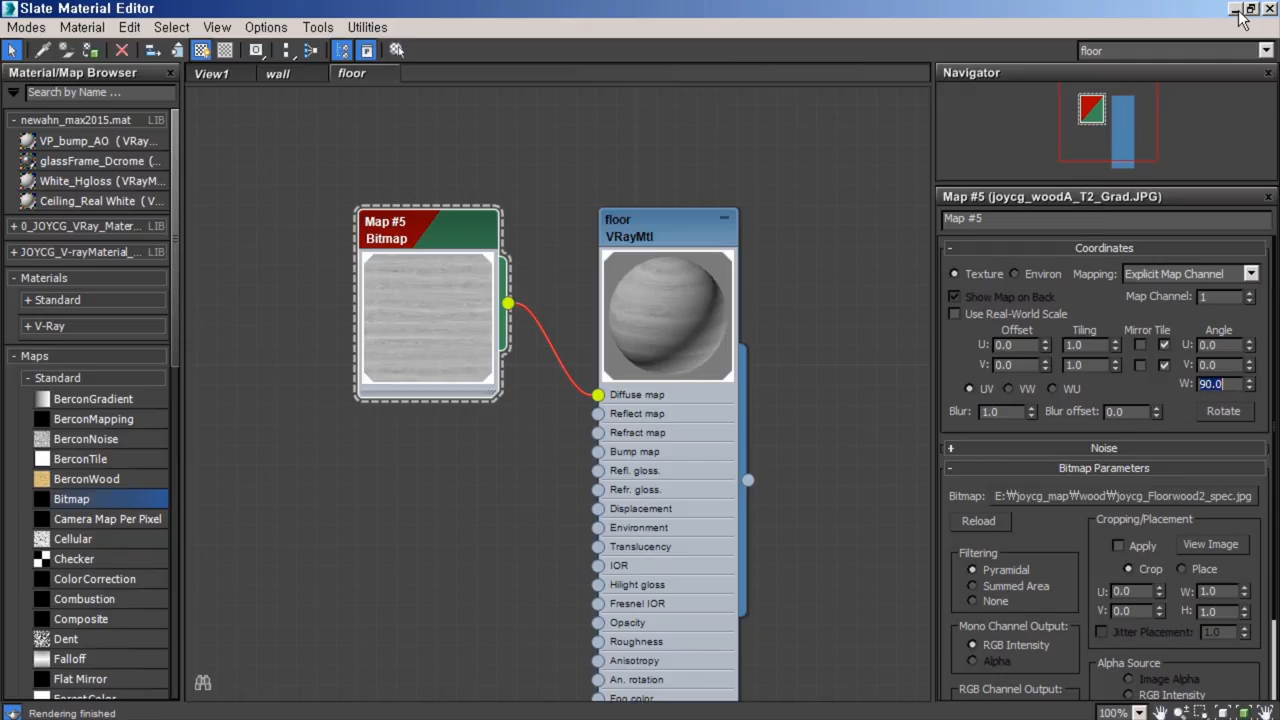 Slate Material Editor
Modes Material Edit Select View Options Tools Utilities
floor
Material/Map Browser
Search by Name ...
- newahn_max2015.mat LIB
VP_bump_AO ( VRay...
glassFrame_Dcrome (...
White_Hgloss ( VRayM...
Ceiling_Real White ( V...
+ 0_JOYCG_VRay_Mater... LIB
+ JOYCG_V-rayMaterial_... LIB
- Materials
+ Standard
+ V-Ray
- Maps
- Standard
BerconGradient
BerconMapping
BerconNoise
BerconTile
BerconWood
Bitmap
Camera Map Per Pixel
Cellular
Checker
ColorCorrection
Combustion
Composite
Dent
Falloff
Flat Mirror
ForestColor
Rendering finished
View1 wall floor
Map #5
Bitmap
floor
VRayMtl
Diffuse map
Reflect map
Refract map
Bump map
Refl. gloss.
Refr. gloss.
Displacement
Environment
Translucency
IOR
Hilight gloss
Fresnel IOR
Opacity
Roughness
Anisotropy
An. rotation
Fog color
Navigator
Map #5 (joycg_woodA_T2_Grad.JPG)
Map #5
- Coordinates
Texture Environ Mapping: Explicit Map Channel
Show Map on Back Map Channel: 1
Use Real-World Scale
Offset Tiling Mirror Tile Angle
U: 0.0 1.0 U: 0.0
V: 0.0 1.0 V: 0.0
UV VW WU W: 90.0
Blur: 1.0 Blur offset: 0.0 Rotate
+ Noise
- Bitmap Parameters
Bitmap: E:₩joycg_map₩wood₩joycg_Floorwood2_spec.jpg
Reload
Cropping/Placement
Apply View Image
Crop Place
U: 0.0 W: 1.0
V: 0.0 H: 1.0
Jitter Placement: 1.0
Filtering
Pyramidal
Summed Area
None
Mono Channel Output:
RGB Intensity
Alpha
RGB Channel Output:
Alpha Source
Image Alpha
RGB Intensity
100%